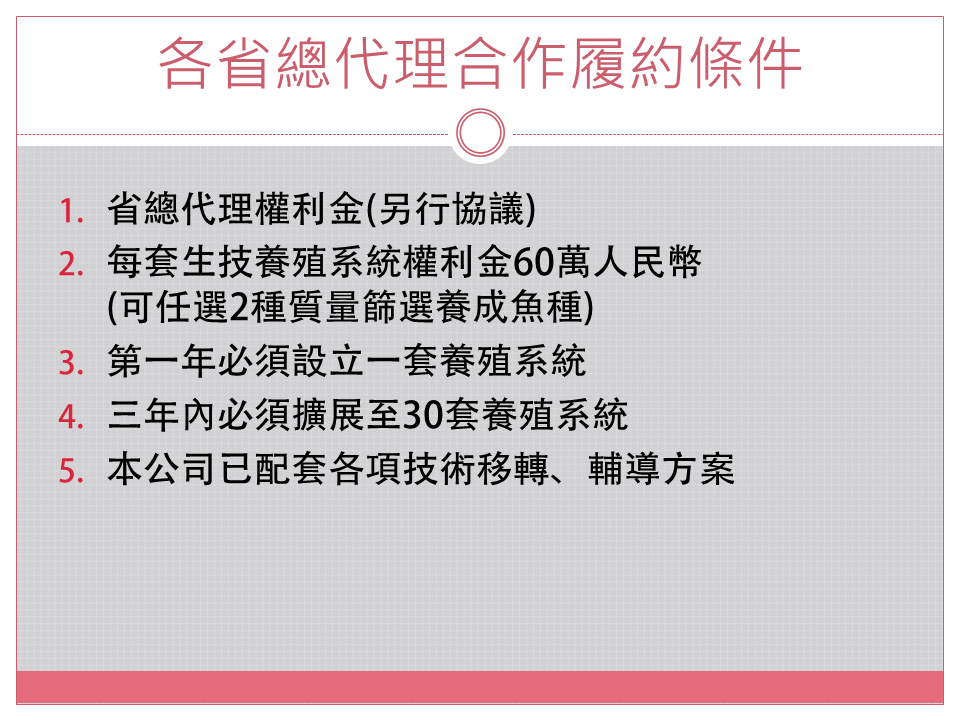 各省總代理合作履約條件
1. 省總代理權利金(另行協議)
2. 每套生技養殖系統權利金60萬人民幣
(可任選2種質量篩選養成魚種)
3. 第一年必須設立一套養殖系統
4. 三年內必須擴展至30套養殖系統
5. 本公司已配套各項技術移轉、輔導方案